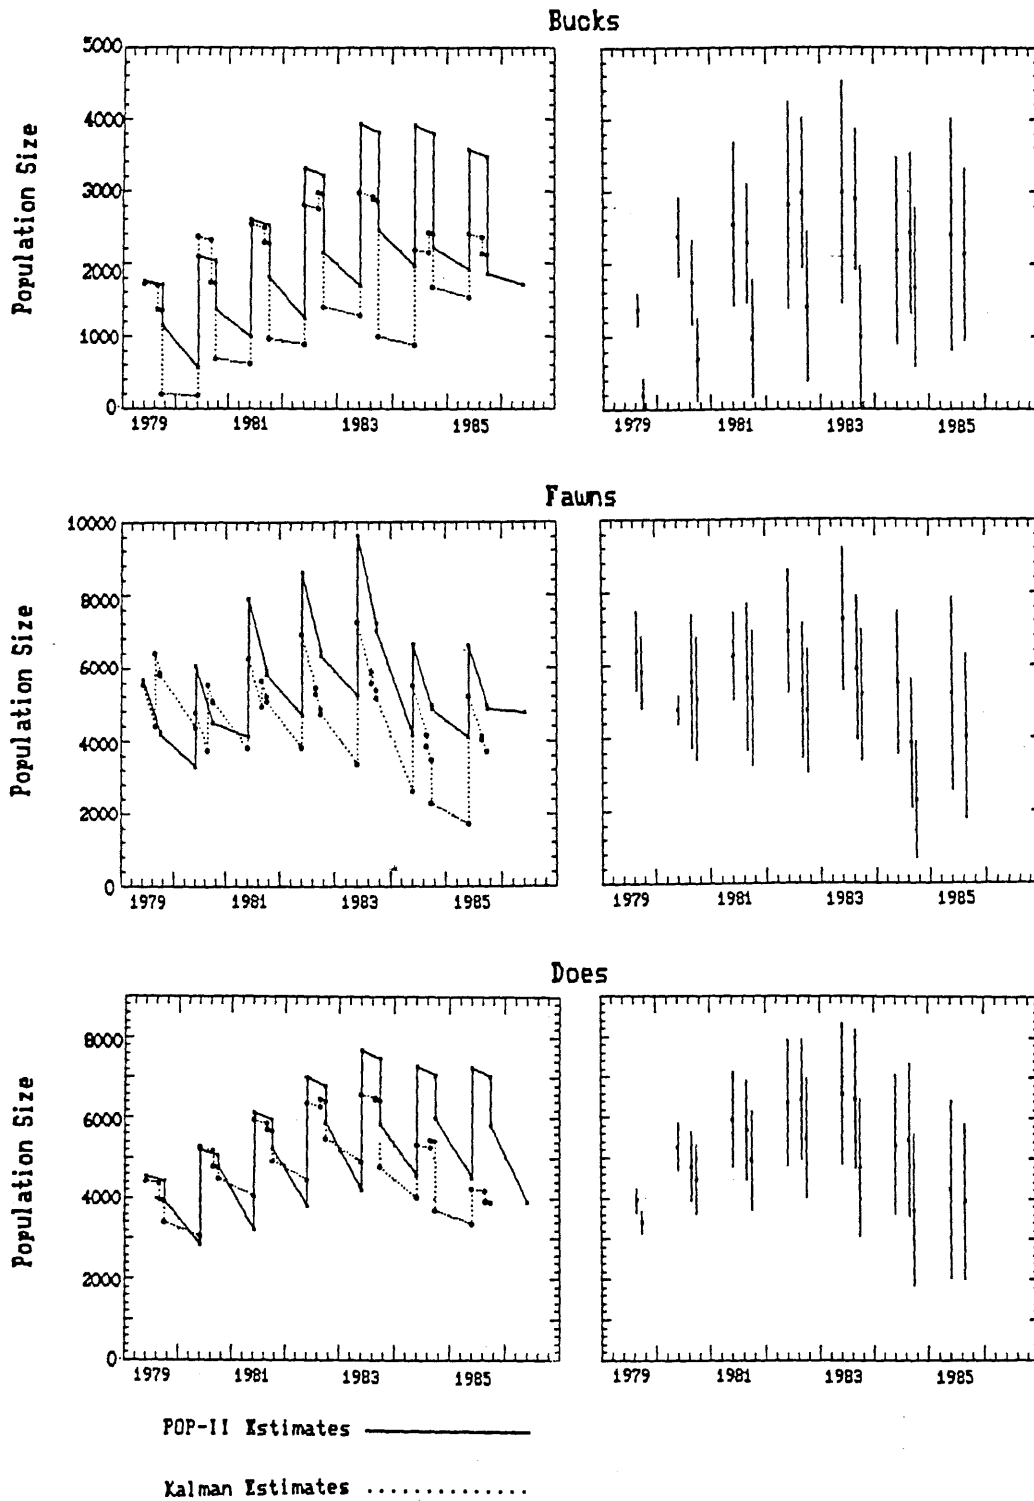 Bucks
Population Size
5000
4000
3000
2000
1000
0
1979 1981 1983 1985
1979 1981 1983 1985
Fawns
Population Size
10000
8000
6000
4000
2000
0
1979 1981 1983 1985
1979 1981 1983 1985
Does
Population Size
8000
6000
4000
2000
0
1979 1981 1983 1985
1979 1981 1983 1985
POP-II Estimates
Kalman Estimates